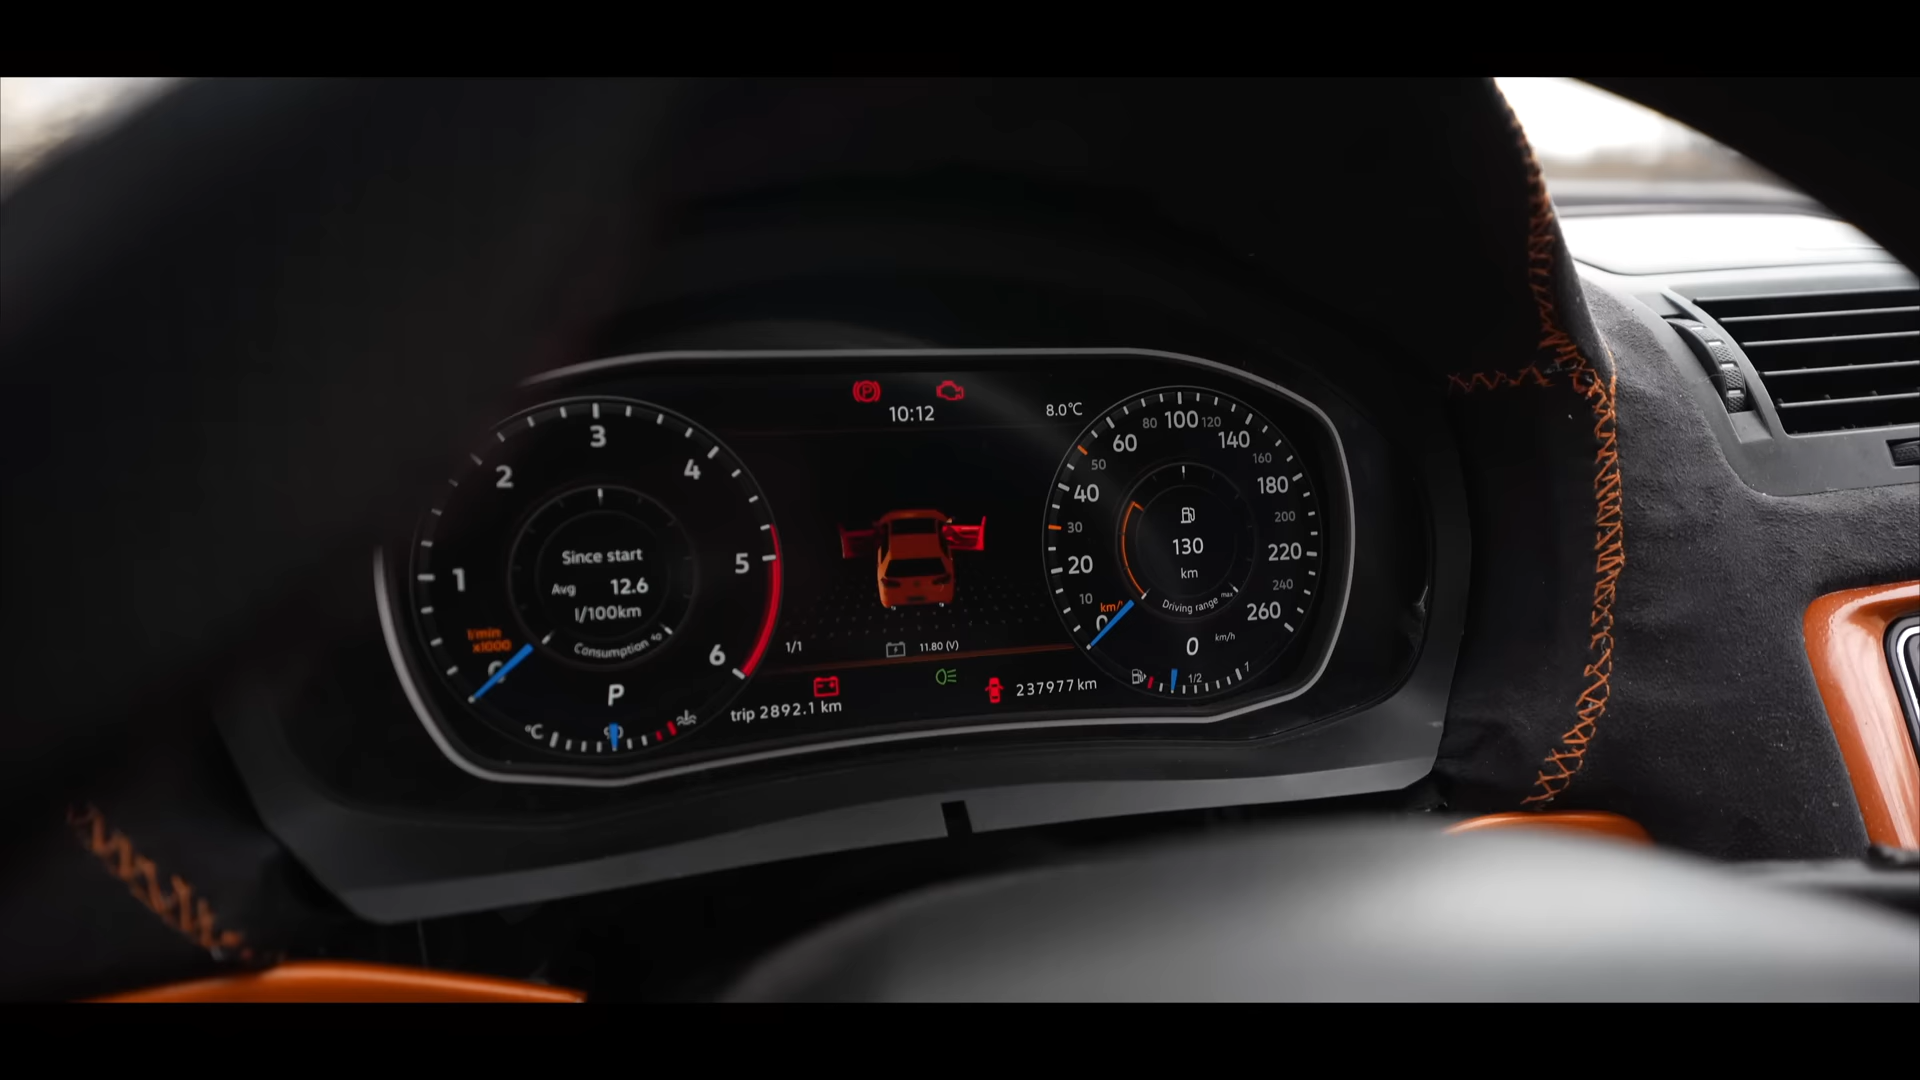 10:12
8.0°C
3
2
4
1
5
6
Since start
Avg 12.6
l/100km
Consumption
x1000
P
°C
1/1
11.80 (V)
trip 2892.1 km
237977 km
80 100 120
60 140
50 160
40 180
30 200
20 220
10 240
0 260
130
km
Driving range max
0 km/h
1/2
1